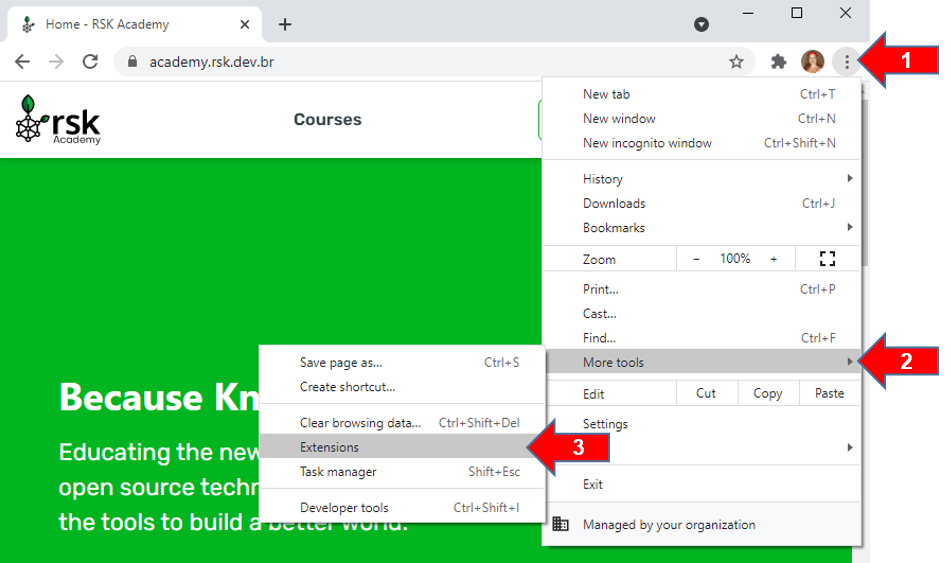 Home - RSK Academy
academy.rsk.dev.br
1
rsk
Academy
Courses
New tab Ctrl+T
New window Ctrl+N
New incognito window Ctrl+Shift+N
History
Downloads Ctrl+J
Bookmarks
Zoom - 100% +
Print... Ctrl+P
Cast...
Find... Ctrl+F
More tools
2
Edit Cut Copy Paste
Settings
Exit
Managed by your organization
Save page as... Ctrl+S
Create shortcut...
Clear browsing data... Ctrl+Shift+Del
Extensions
3
Task manager Shift+Esc
Developer tools Ctrl+Shift+I
Because Kn
Educating the new
open source techn
the tools to build a better world.